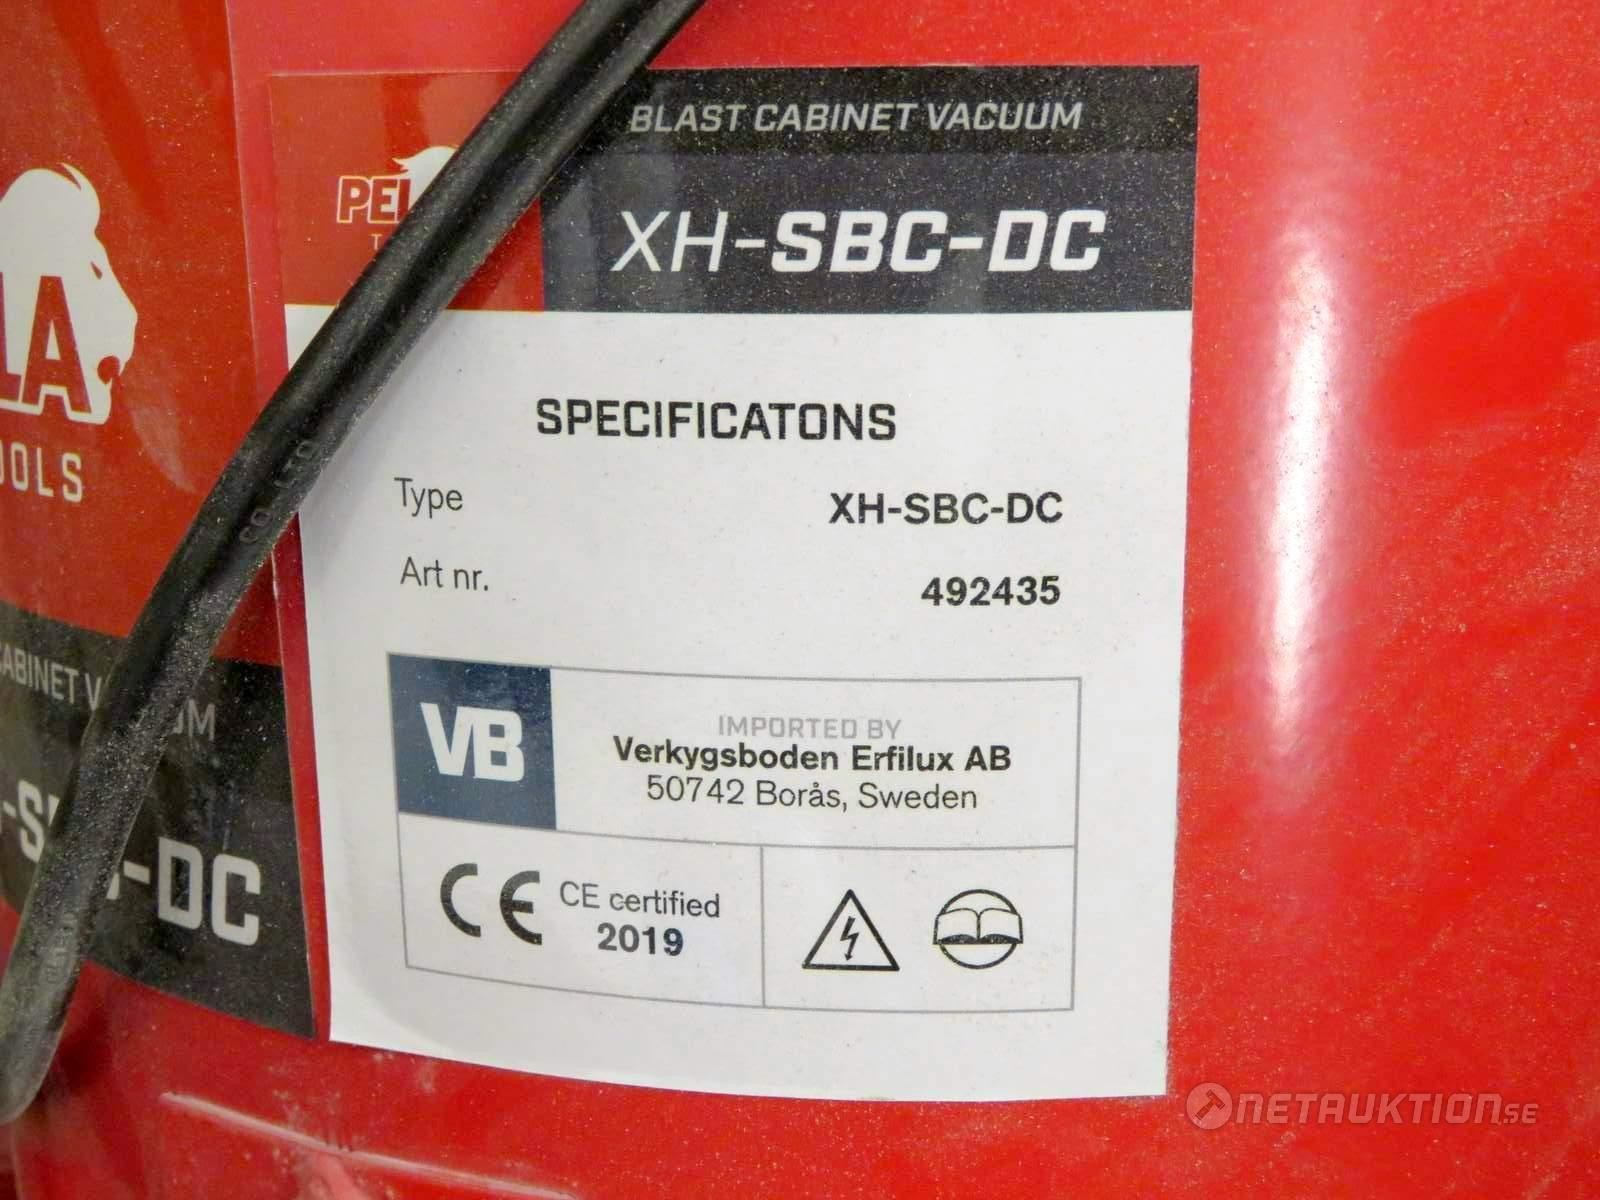 BLAST CABINET VACUUM
XH-SBC-DC
SPECIFICATONS
Type XH-SBC-DC
Art nr. 492435
VB
IMPORTED BY
Verkygsboden Erfilux AB
50742 Borås, Sweden
CE CE certified
2019
DC
NETAUKTION.SE